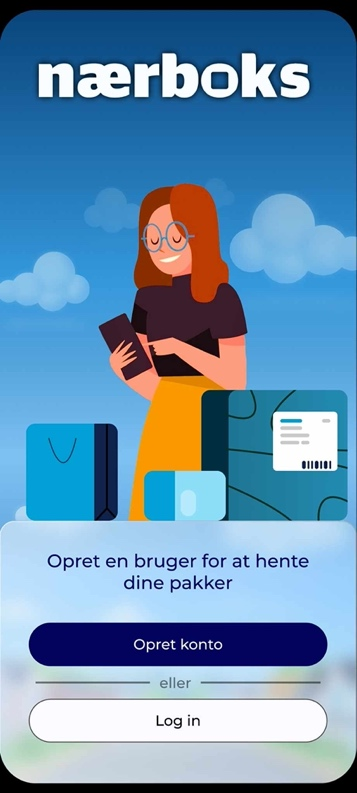 nærboks
Opret en bruger for at hente
dine pakker
Opret konto
eller
Log in